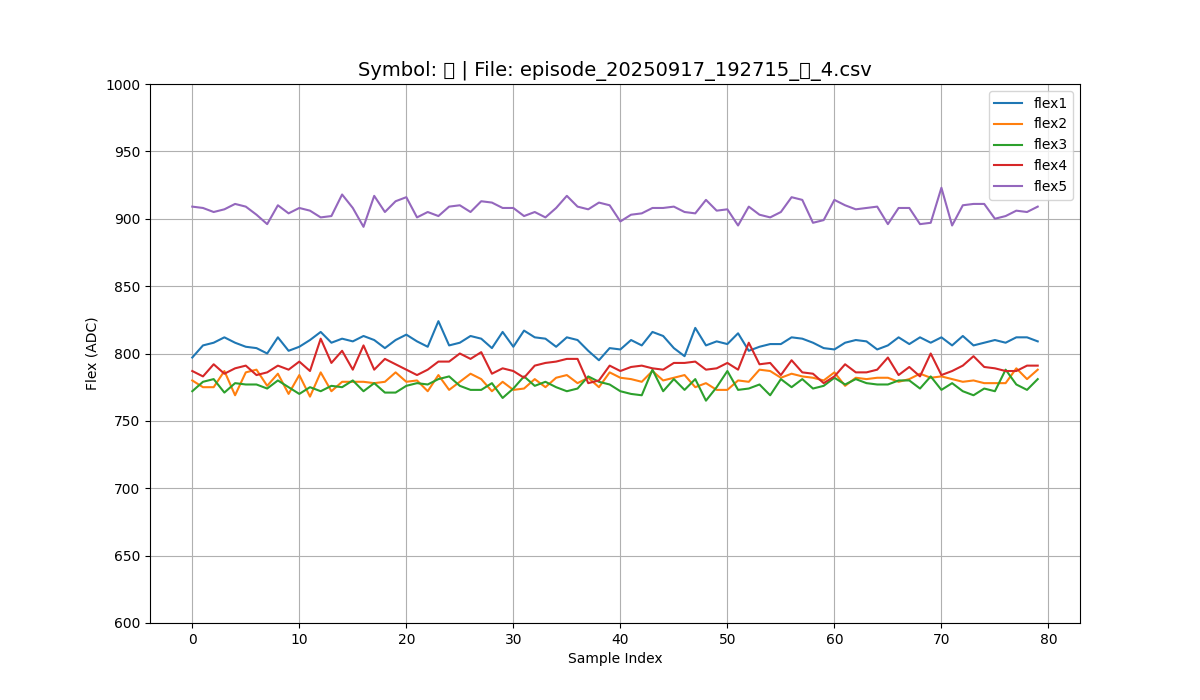 Symbol: | File: episode_20250917_192715_ _4.csv
1000
950
900
850
800
750
700
650
600
Flex (ADC)
flex1
flex2
flex3
flex4
flex5
0 10 20 30 40 50 60 70 80
Sample Index